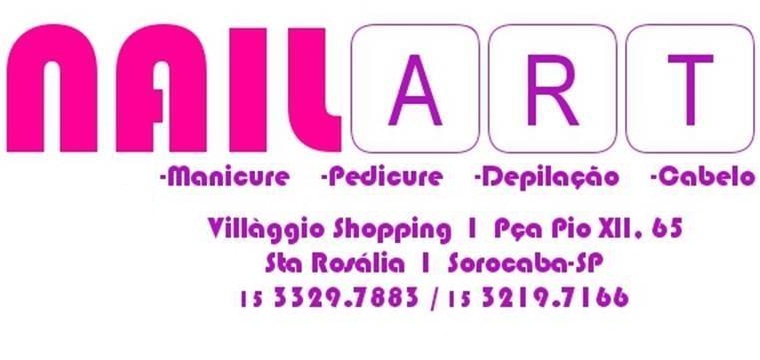 NAIL ART
-Manicure -Pedicure -Depilação -Cabelo
Villàggio Shopping | Pça Pio XII, 65
Sta Rosália | Sorocaba-SP
15 3329.7883 / 15 3219.7166